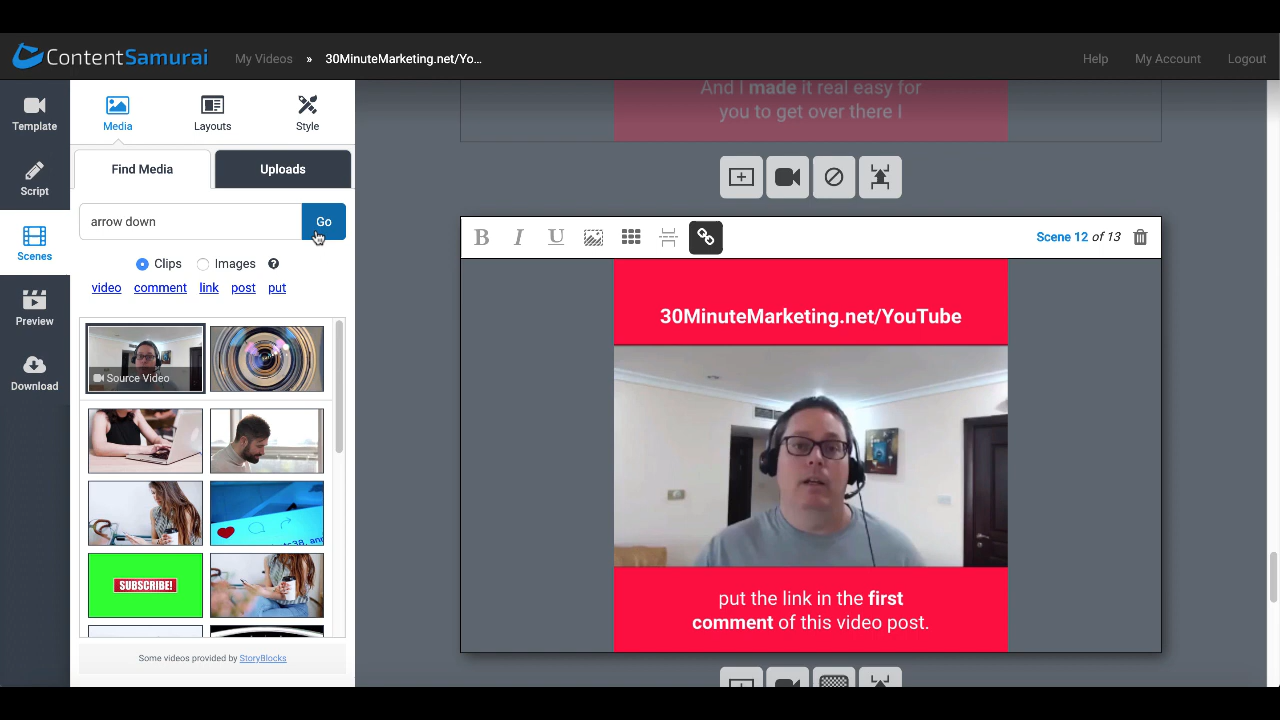 ContentSamurai
My Videos » 30MinuteMarketing.net/Yo...
Help
My Account
Logout
Template
Script
Scenes
Preview
Download
Media
Layouts
Style
Find Media
Uploads
arrow down
Go
Clips
Images
?
video
comment
link
post
put
Source Video
SUBSCRIBE!
Some videos provided by StoryBlocks
And I made it real easy for
you to get over there I
B I U
Scene 12 of 13
30MinuteMarketing.net/YouTube
put the link in the first
comment of this video post.